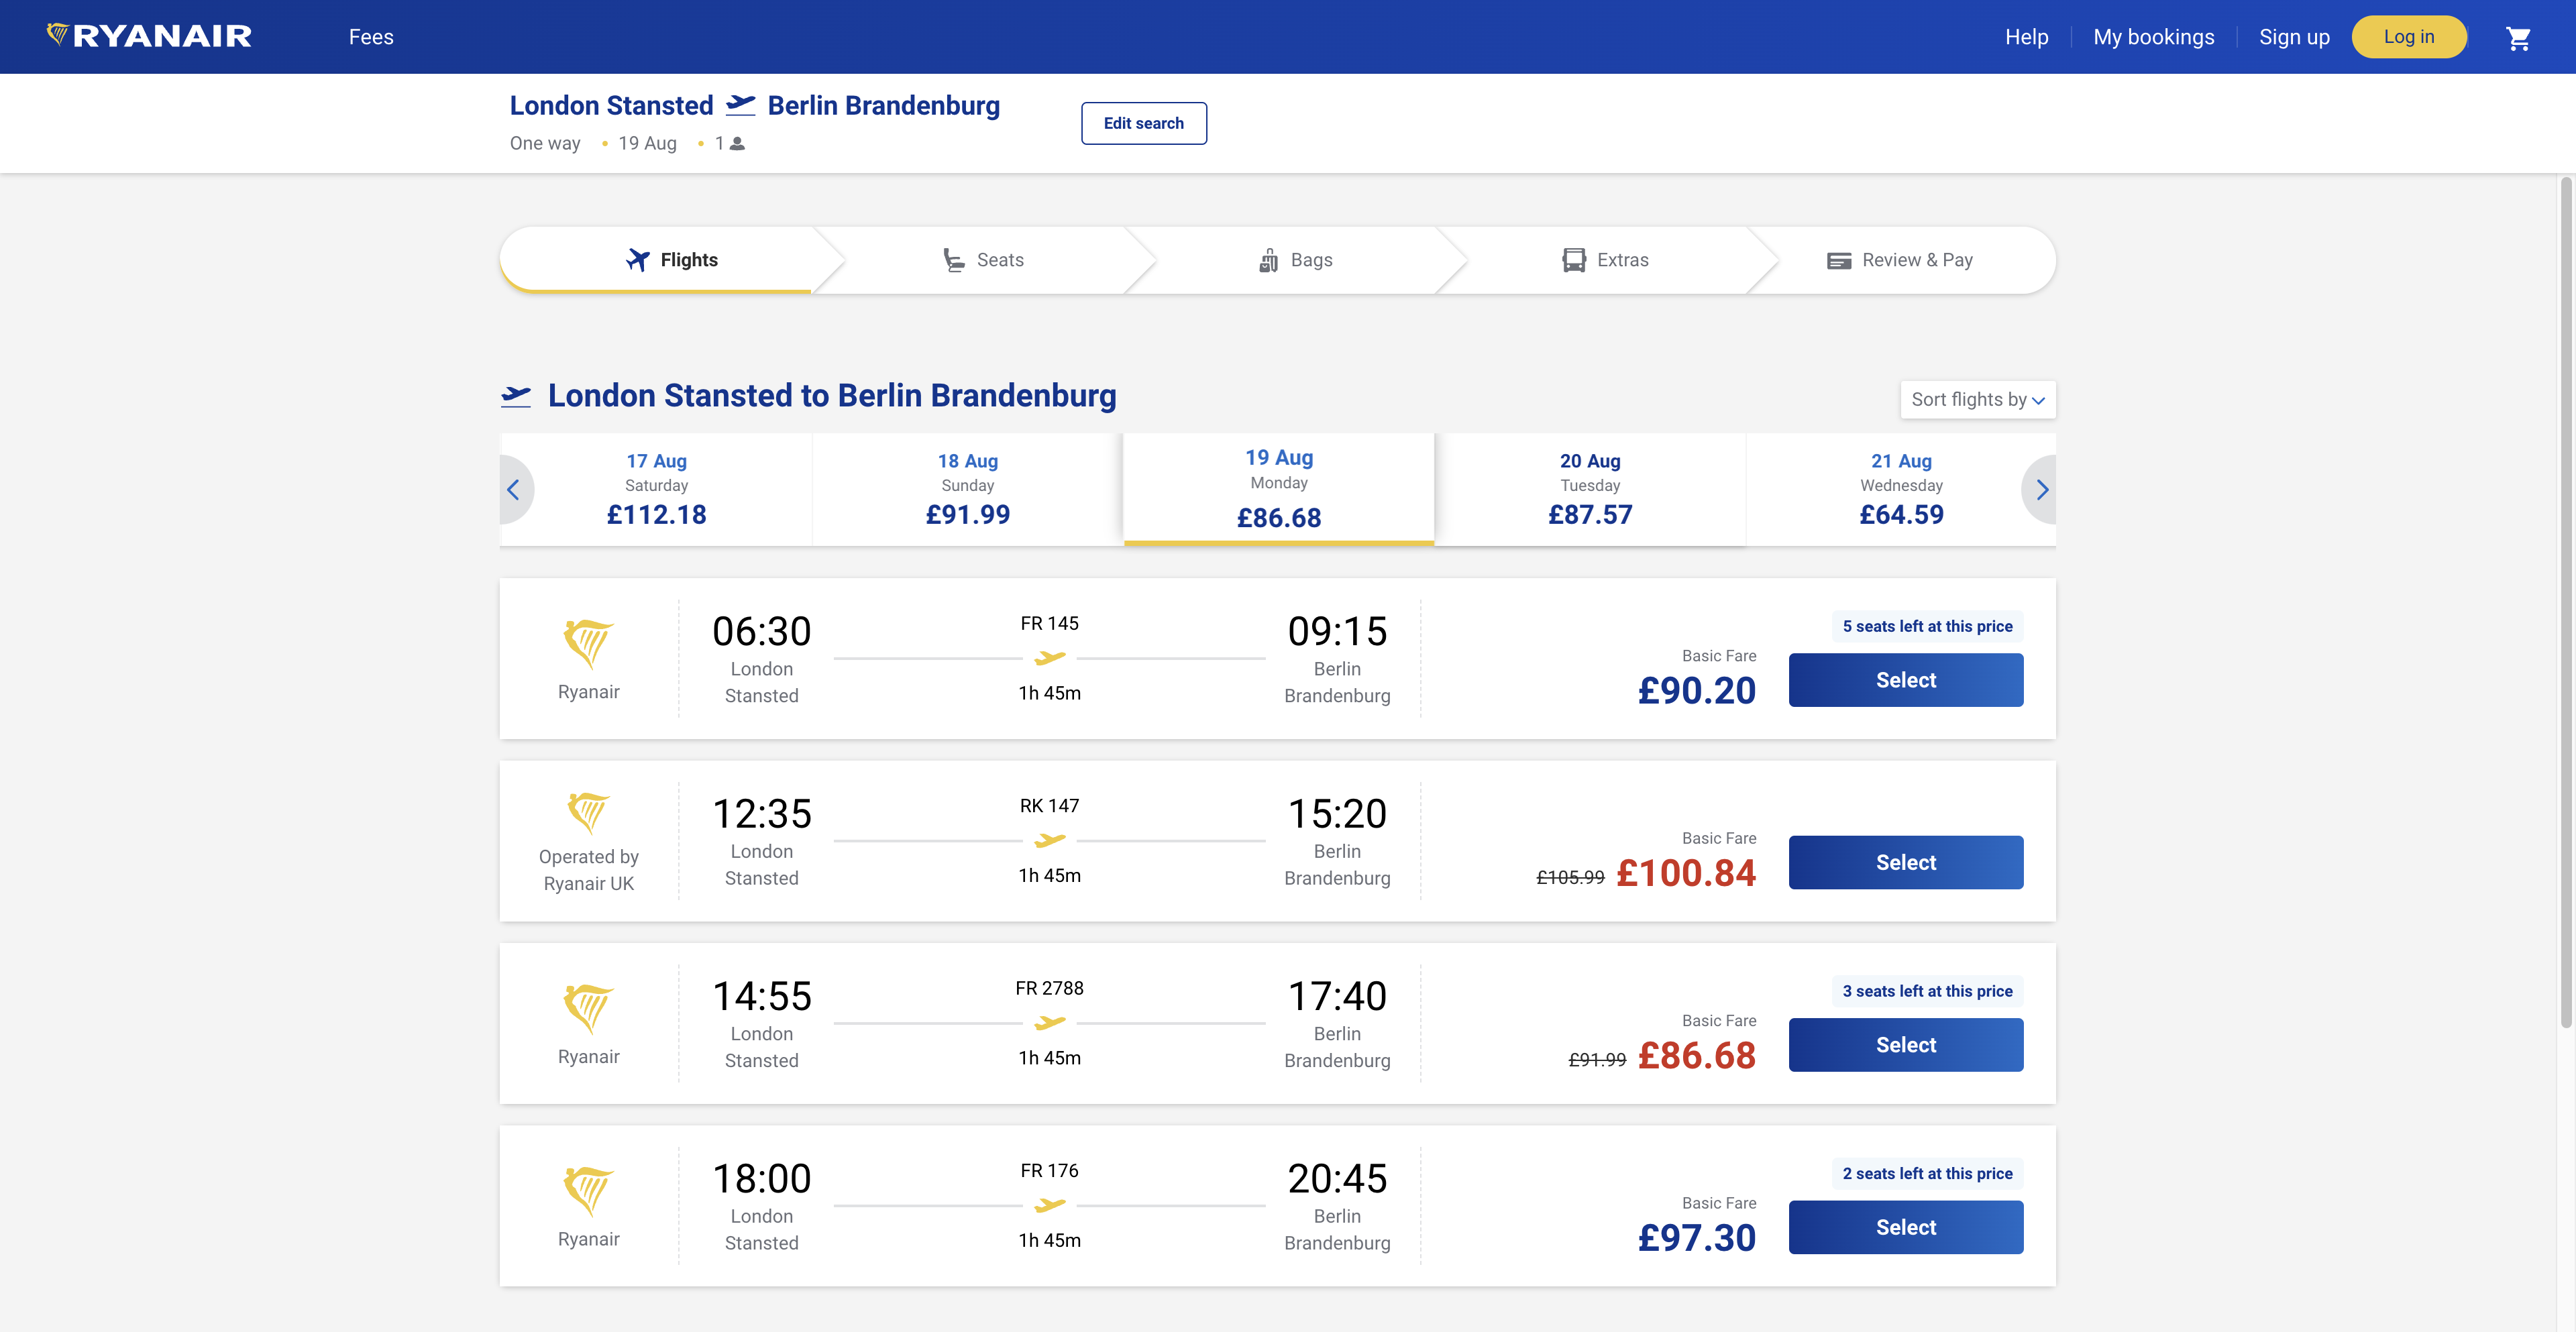 RYANAIR
Fees
Help
My bookings
Sign up
Log in
London Stansted Berlin Brandenburg
One way • 19 Aug • 1
Edit search
Flights
Seats
Bags
Extras
Review & Pay
London Stansted to Berlin Brandenburg
Sort flights by
17 Aug
Saturday
£112.18
18 Aug
Sunday
£91.99
19 Aug
Monday
£86.68
20 Aug
Tuesday
£87.57
21 Aug
Wednesday
£64.59
Ryanair
06:30
London
Stansted
FR 145
1h 45m
09:15
Berlin
Brandenburg
Basic Fare
£90.20
5 seats left at this price
Select
Operated by
Ryanair UK
12:35
London
Stansted
RK 147
1h 45m
15:20
Berlin
Brandenburg
Basic Fare
£105.99 £100.84
Select
Ryanair
14:55
London
Stansted
FR 2788
1h 45m
17:40
Berlin
Brandenburg
Basic Fare
£91.99 £86.68
3 seats left at this price
Select
Ryanair
18:00
London
Stansted
FR 176
1h 45m
20:45
Berlin
Brandenburg
Basic Fare
£97.30
2 seats left at this price
Select